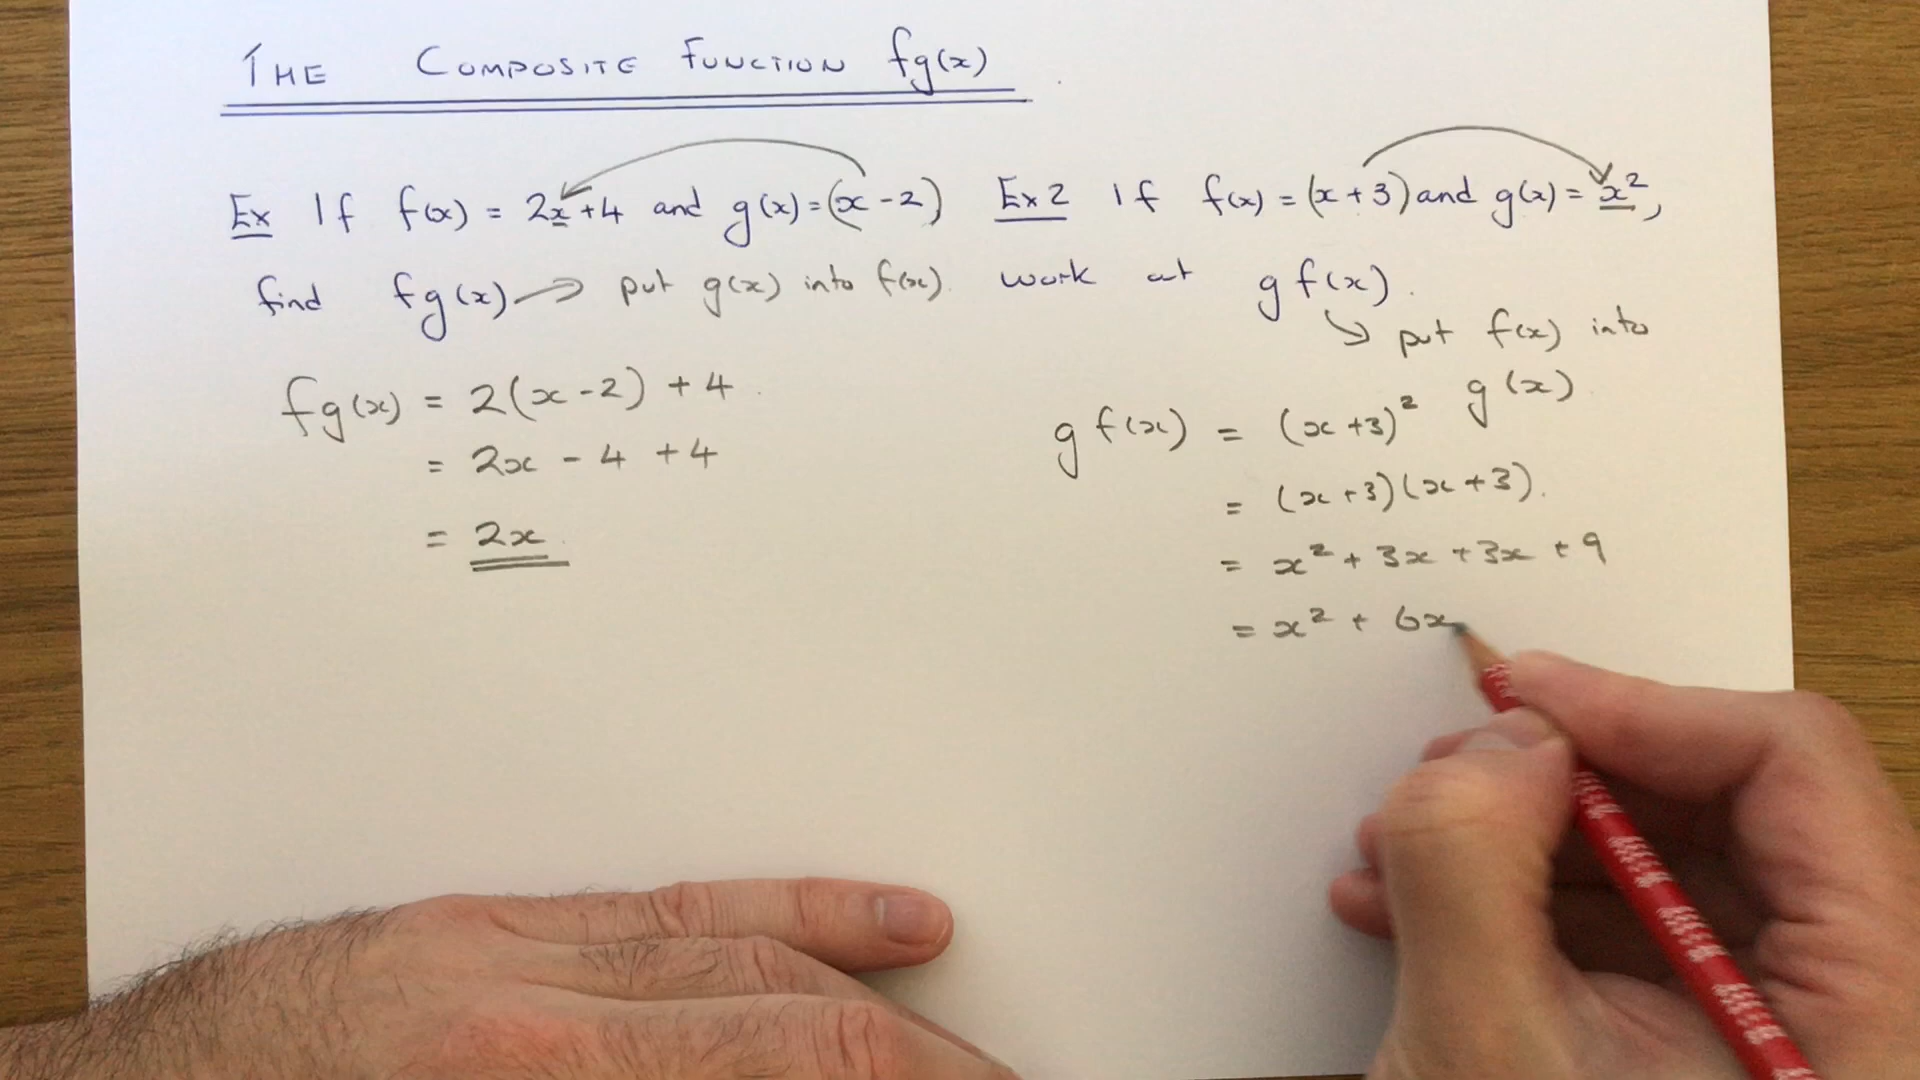 THE COMPOSITE FUNCTION fg(x)
Ex If f(x) = 2x+4 and g(x)=(x-2)
find fg(x) → put g(x) into f(x).
fg(x) = 2(x-2) + 4
= 2x - 4 + 4
= 2x
Ex 2 If f(x) = (x+3) and g(x) = x²,
work out gf(x).
↘ put f(x) into
g(x)
gf(x) = (x+3)²
= (x+3)(x+3).
= x² + 3x + 3x + 9
= x² + 6x